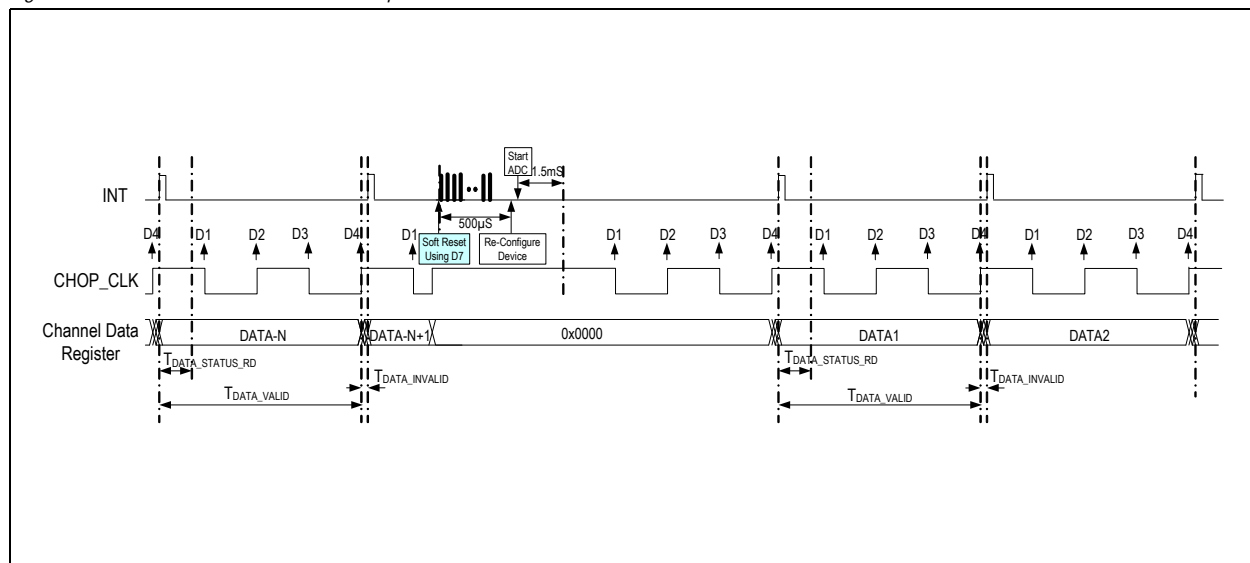 Start
ADC
1.5mS
INT
500µS
D4 D1 D2 D3 D4 D1 D1 D2 D3 D4 D1 D2 D3 D4 D1 D2 D3 D4
Soft Reset
Using D7
Re-Configure
Device
CHOP_CLK
Channel Data
Register
DATA-N DATA-N+1 0x0000 DATA1 DATA2
TDATA_STATUS_RD TDATA_STATUS_RD
TDATA_INVALID TDATA_INVALID
TDATA_VALID TDATA_VALID